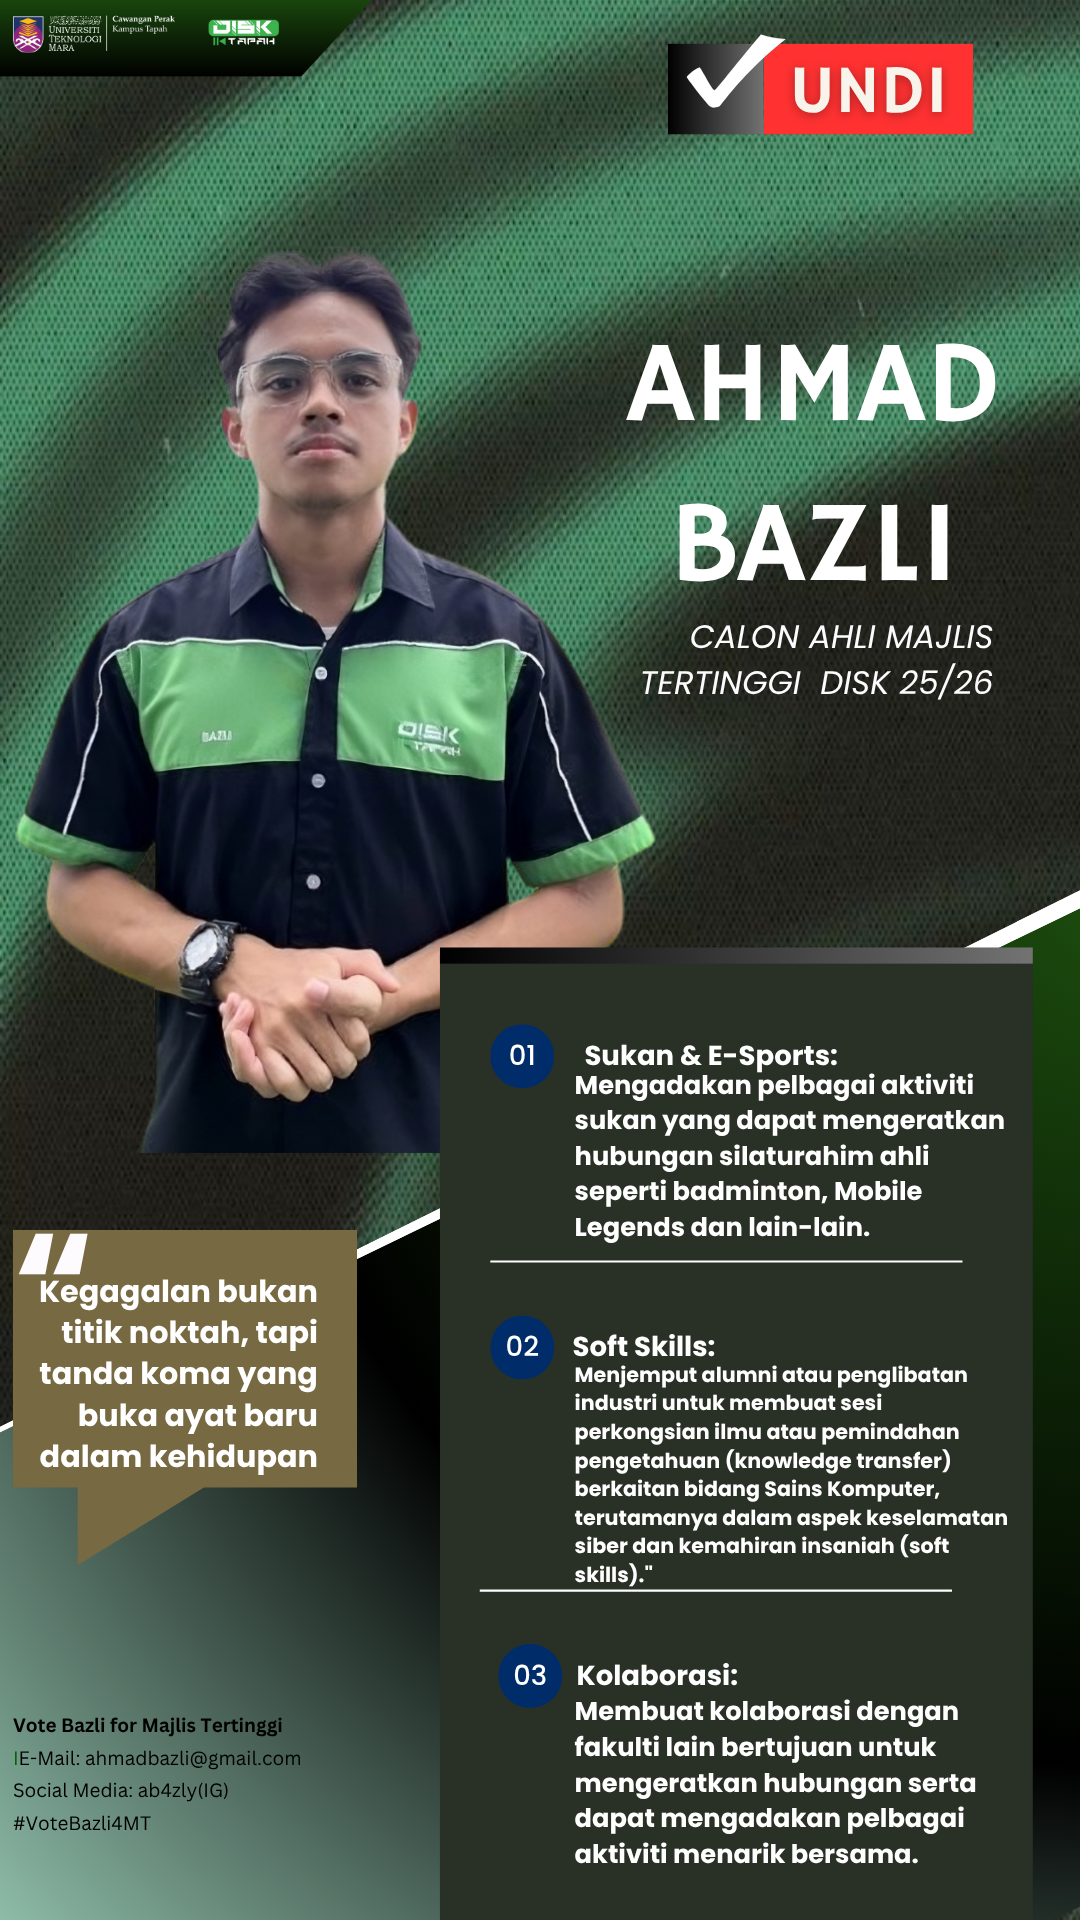 UNIVERSITI
TEKNOLOGI
MARA
Cawangan Perak
Kampus Tapah
DISK
TAPAH
UNDI
AHMAD
BAZLI
CALON AHLI MAJLIS
TERTINGGI DISK 25/26
BAZLI
DISK
TAPAH
01
Sukan & E-Sports:
Mengadakan pelbagai aktiviti
sukan yang dapat mengeratkan
hubungan silaturahim ahli
seperti badminton, Mobile
Legends dan lain-lain.
“
Kegagalan bukan
titik noktah, tapi
tanda koma yang
buka ayat baru
dalam kehidupan
02
Soft Skills:
Menjemput alumni atau penglibatan
industri untuk membuat sesi
perkongsian ilmu atau pemindahan
pengetahuan (knowledge transfer)
berkaitan bidang Sains Komputer,
terutamanya dalam aspek keselamatan
siber dan kemahiran insaniah (soft
skills)."
03
Kolaborasi:
Membuat kolaborasi dengan
fakulti lain bertujuan untuk
mengeratkan hubungan serta
dapat mengadakan pelbagai
aktiviti menarik bersama.
Vote Bazli for Majlis Tertinggi
IE-Mail: ahmadbazli@gmail.com
Social Media: ab4zly(IG)
#VoteBazli4MT